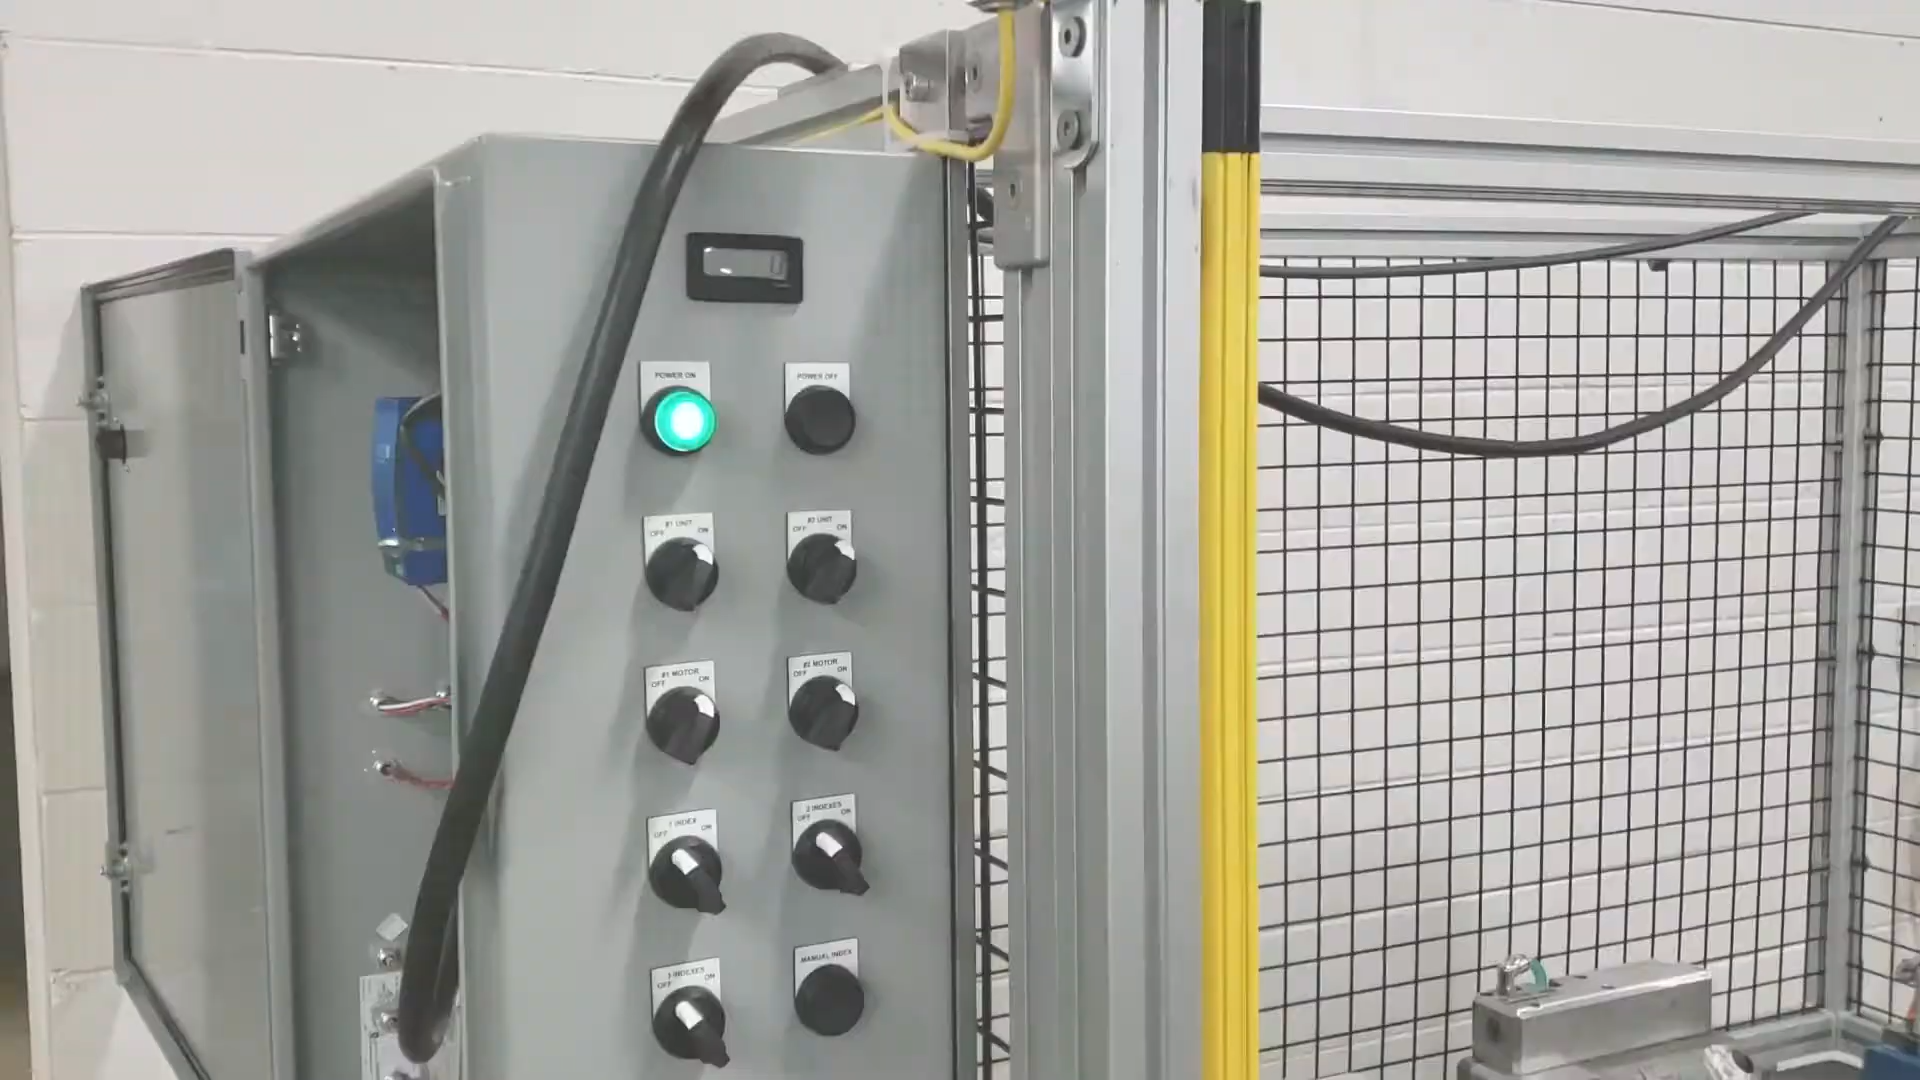 POWER ON
POWER OFF
#1 UNIT
OFF ON
#2 UNIT
OFF ON
#1 MOTOR
OFF ON
#2 MOTOR
OFF ON
1 INDEX
OFF ON
2 INDEXES
OFF ON
3 INDEXES
OFF ON
MANUAL INDEX